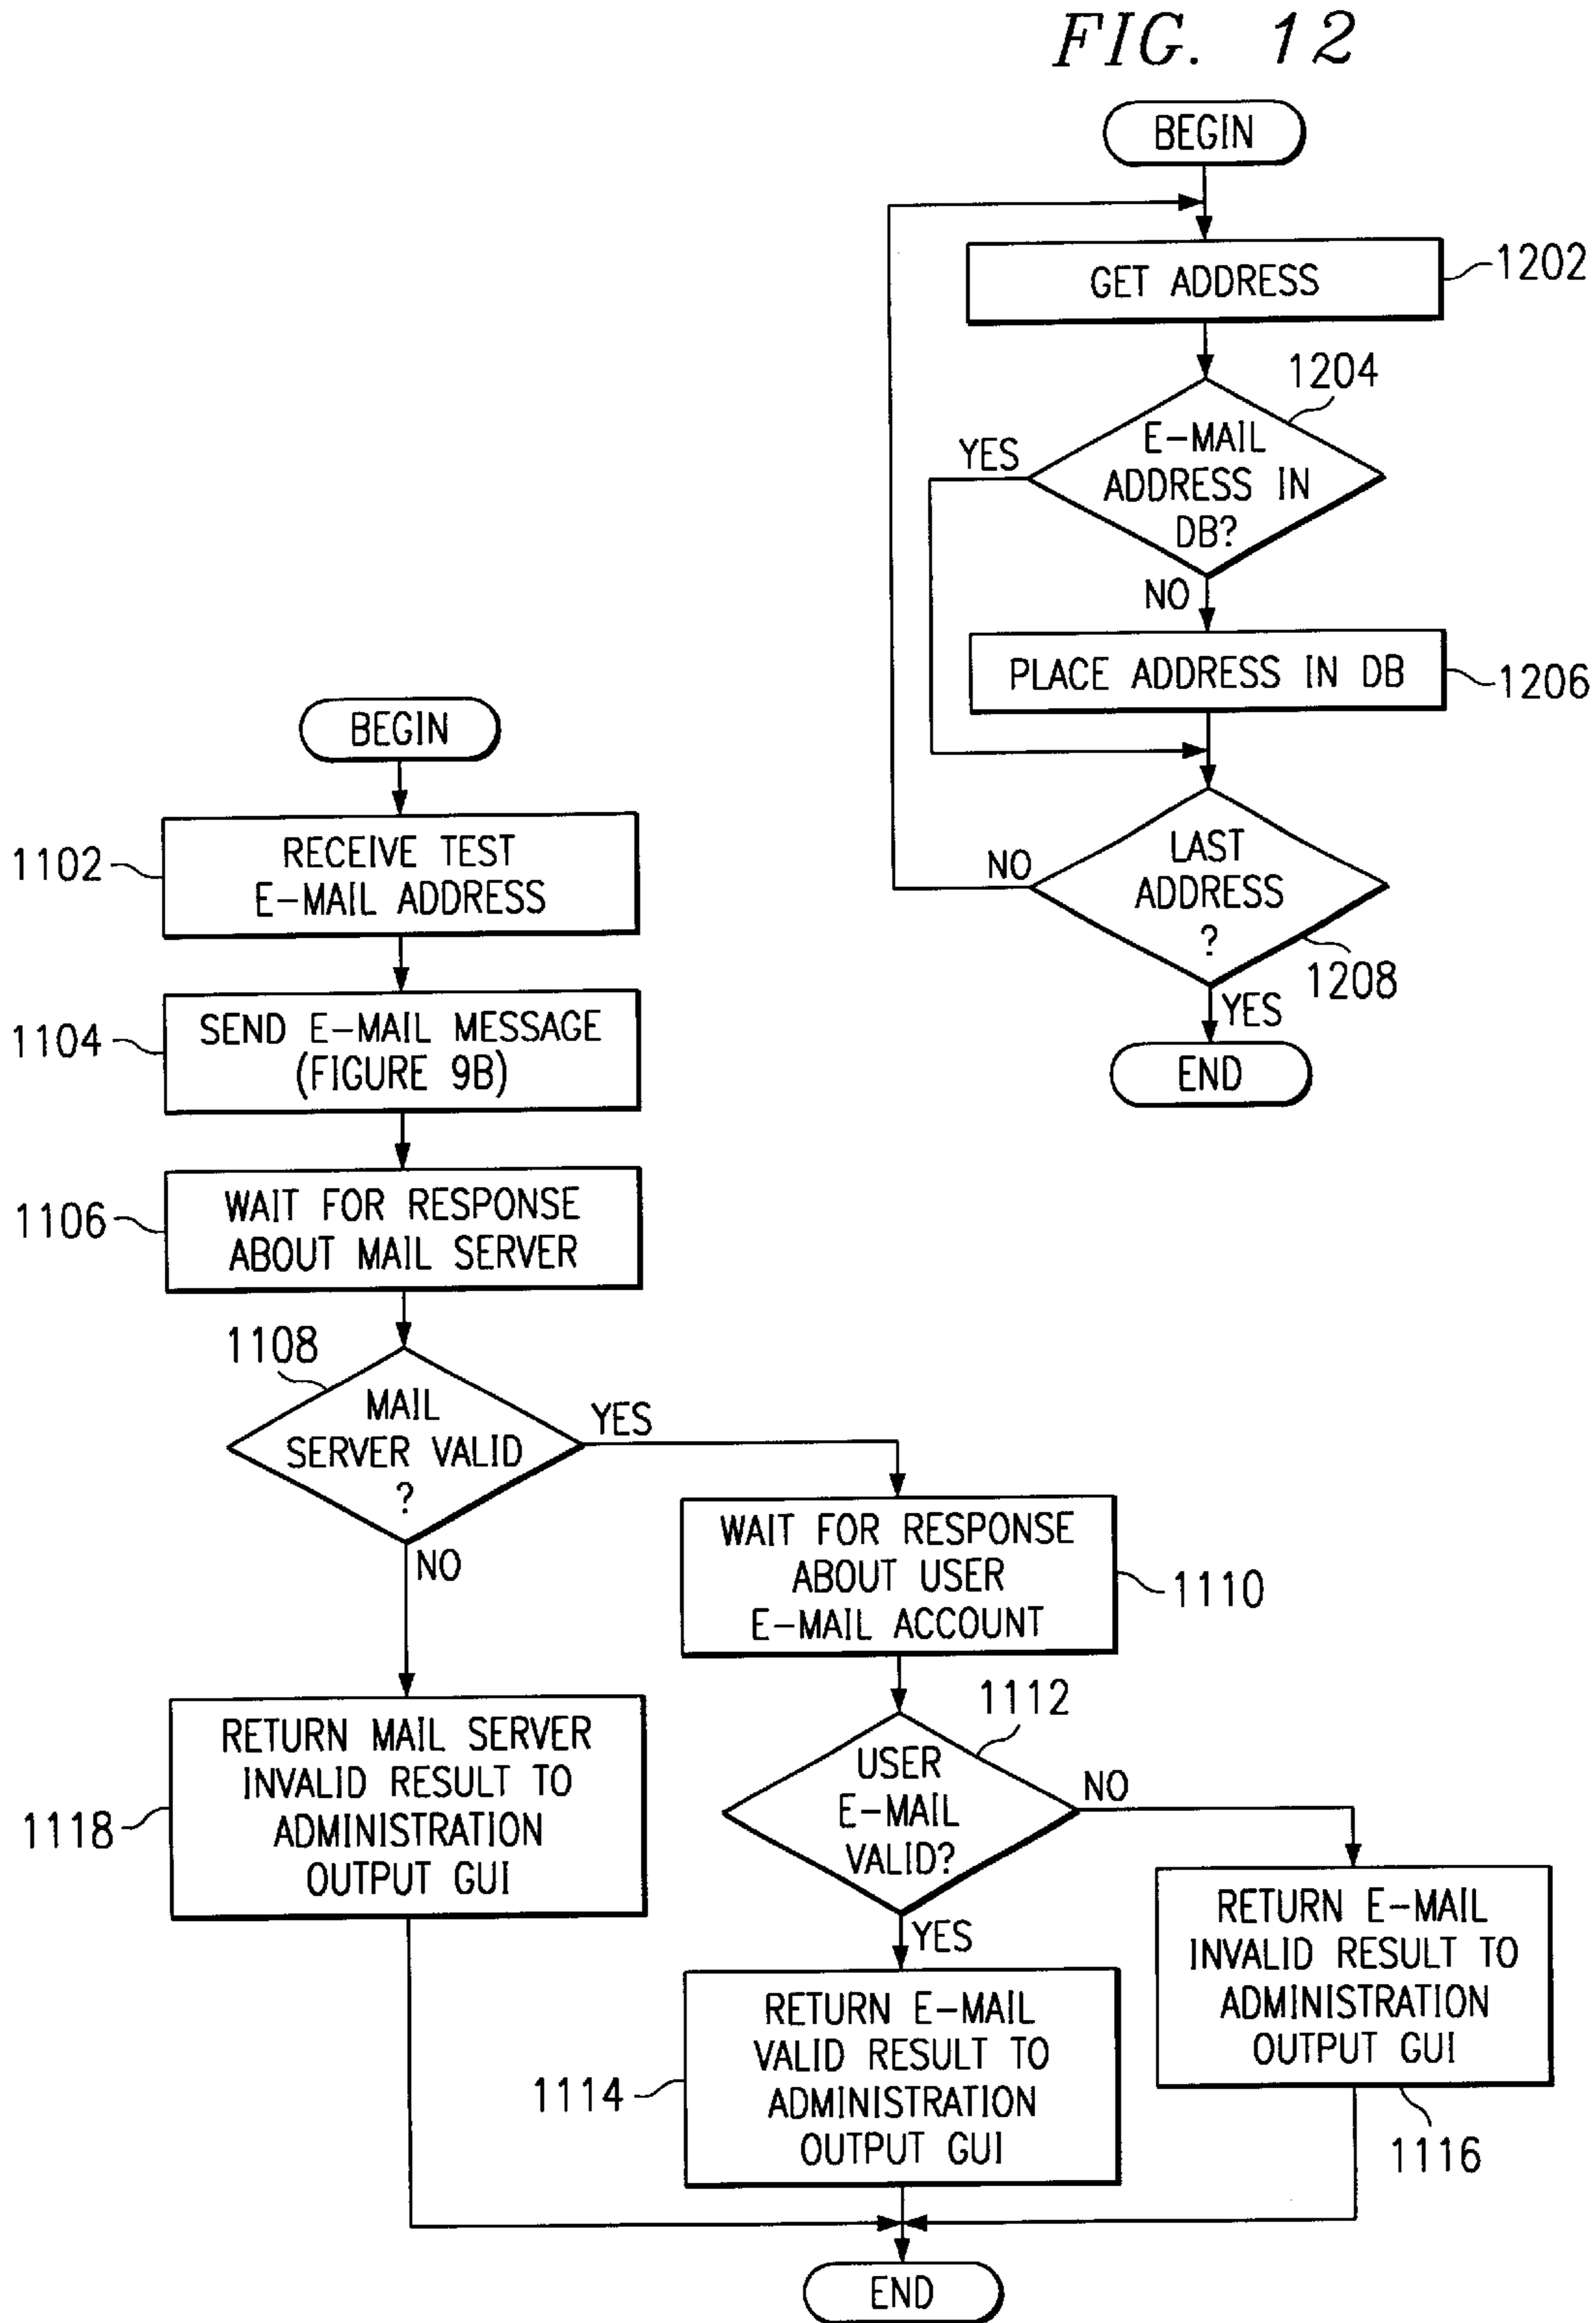 FIG. 12
BEGIN
GET ADDRESS
1202
1204
E-MAIL
ADDRESS IN
DB?
YES
NO
PLACE ADDRESS IN DB
1206
LAST
ADDRESS
?
NO
1208
YES
END
BEGIN
RECEIVE TEST
E-MAIL ADDRESS
1102
SEND E-MAIL MESSAGE
(FIGURE 9B)
1104
WAIT FOR RESPONSE
ABOUT MAIL SERVER
1106
1108
MAIL
SERVER VALID
?
YES
NO
WAIT FOR RESPONSE
ABOUT USER
E-MAIL ACCOUNT
1110
1112
USER
E-MAIL
VALID?
NO
YES
RETURN MAIL SERVER
INVALID RESULT TO
ADMINISTRATION
OUTPUT GUI
1118
RETURN E-MAIL
VALID RESULT TO
ADMINISTRATION
OUTPUT GUI
1114
RETURN E-MAIL
INVALID RESULT TO
ADMINISTRATION
OUTPUT GUI
1116
END